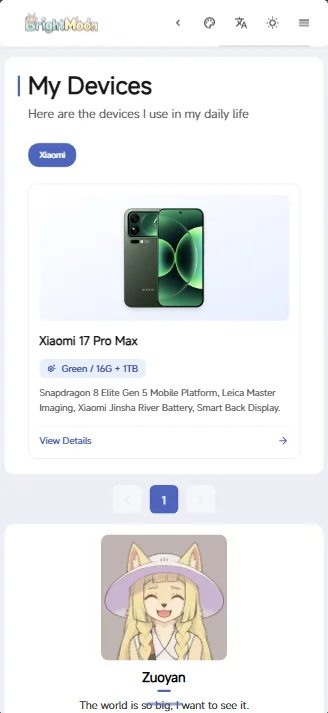 BrightMoon
My Devices
Here are the devices I use in my daily life
Xiaomi
Xiaomi 17 Pro Max
Green / 16G + 1TB
Snapdragon 8 Elite Gen 5 Mobile Platform, Leica Master
Imaging, Xiaomi Jinsha River Battery, Smart Back Display.
View Details
1
Zuoyan
The world is so big, I want to see it.